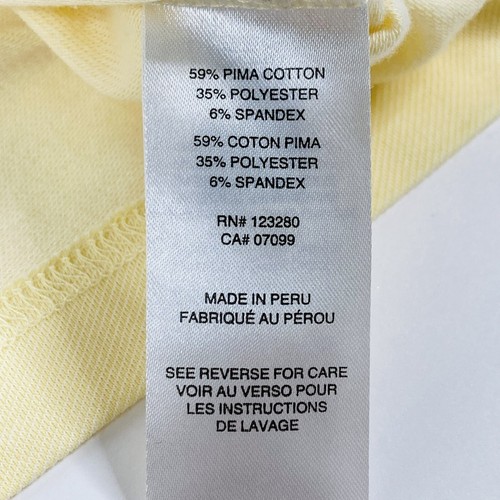 59% PIMA COTTON
35% POLYESTER
6% SPANDEX
59% COTON PIMA
35% POLYESTER
6% SPANDEX
RN# 123280
CA# 07099
MADE IN PERU
FABRIQUÉ AU PÉROU
SEE REVERSE FOR CARE
VOIR AU VERSO POUR
LES INSTRUCTIONS
DE LAVAGE